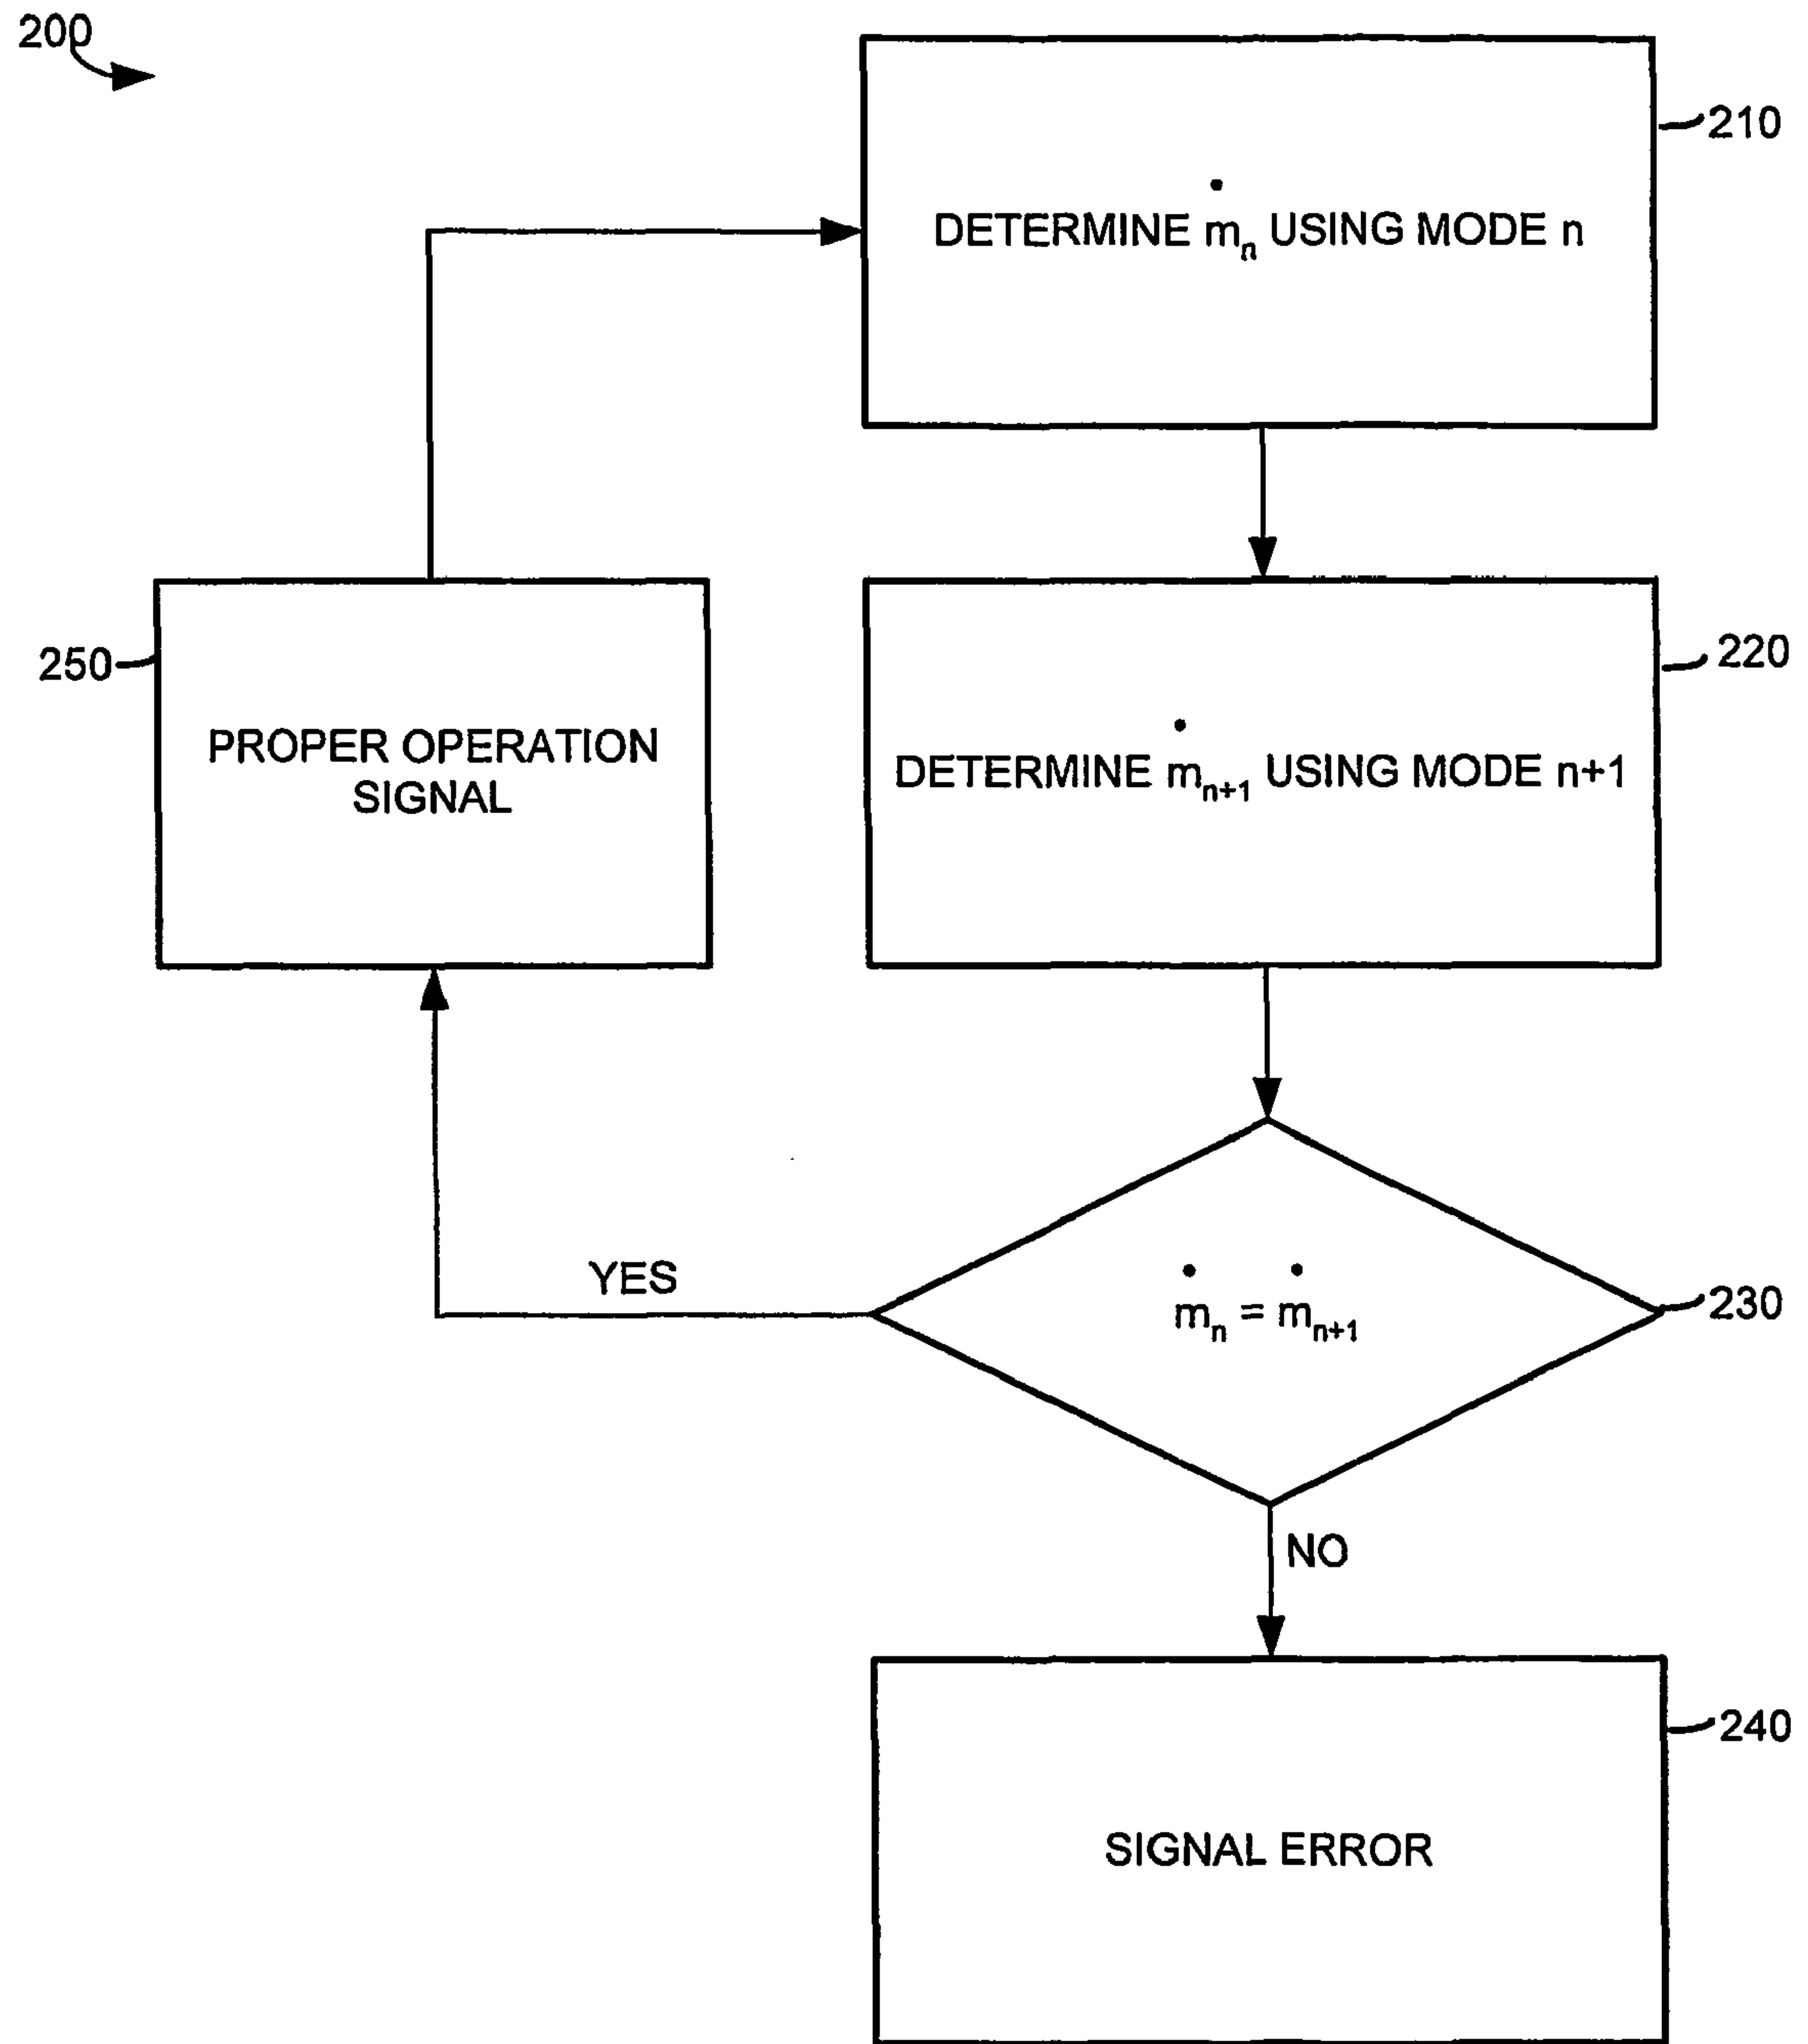 200
210
DETERMINE ṁₙ USING MODE n
220
DETERMINE ṁₙ₊₁ USING MODE n+1
250
PROPER OPERATION
SIGNAL
YES
ṁₙ = ṁₙ₊₁
230
NO
240
SIGNAL ERROR